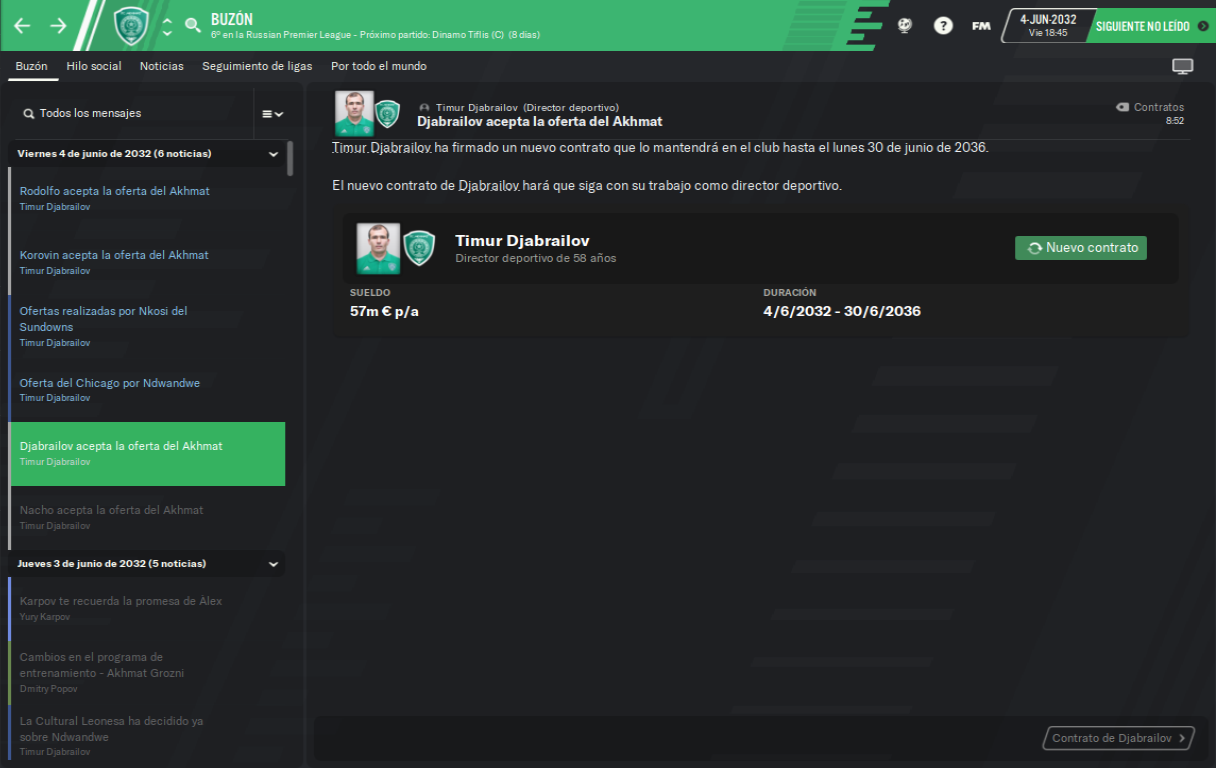 BUZÓN
6º en la Russian Premier League - Próximo partido: Dinamo Tiflis (C) (8 días)
?
FM
4-JUN-2032
Vie 18:45
SIGUIENTE NO LEÍDO
Buzón
Hilo social
Noticias
Seguimiento de ligas
Por todo el mundo
Todos los mensajes
Viernes 4 de junio de 2032 (6 noticias)
Rodolfo acepta la oferta del Akhmat
Timur Djabrailov
Korovin acepta la oferta del Akhmat
Timur Djabrailov
Ofertas realizadas por Nkosi del
Sundowns
Timur Djabrailov
Oferta del Chicago por Ndwandwe
Timur Djabrailov
Djabrailov acepta la oferta del Akhmat
Timur Djabrailov
Nacho acepta la oferta del Akhmat
Timur Djabrailov
Jueves 3 de junio de 2032 (5 noticias)
Karpov te recuerda la promesa de Àlex
Yury Karpov
Cambios en el programa de
entrenamiento - Akhmat Grozni
Dmitry Popov
La Cultural Leonesa ha decidido ya
sobre Ndwandwe
Timur Djabrailov
Timur Djabrailov (Director deportivo)
Djabrailov acepta la oferta del Akhmat
Contratos
8:52
Timur Djabrailov ha firmado un nuevo contrato que lo mantendrá en el club hasta el lunes 30 de junio de 2036.
El nuevo contrato de Djabrailov hará que siga con su trabajo como director deportivo.
Timur Djabrailov
Director deportivo de 58 años
Nuevo contrato
SUELDO
57m € p/a
DURACIÓN
4/6/2032 - 30/6/2036
Contrato de Djabrailov